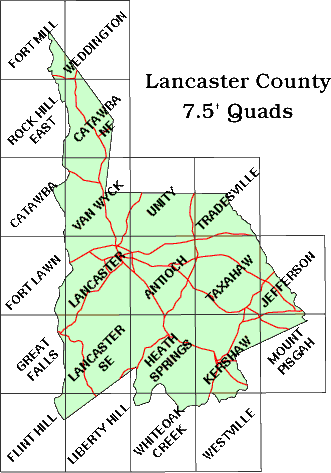 Lancaster County
7.5' Quads
FORT MILL
WEDDINGTON
ROCK HILL
EAST
CATAWBA
NE
CATAWBA
VAN WYCK
UNITY
TRADESVILLE
FORT LAWN
LANCASTER
ANTIOCH
TAXAHAW
JEFFERSON
GREAT
FALLS
LANCASTER
SE
HEATH
SPRINGS
KERSHAW
MOUNT
PISGAH
FLINT HILL
LIBERTY HILL
WHITEOAK
CREEK
WESTVILLE